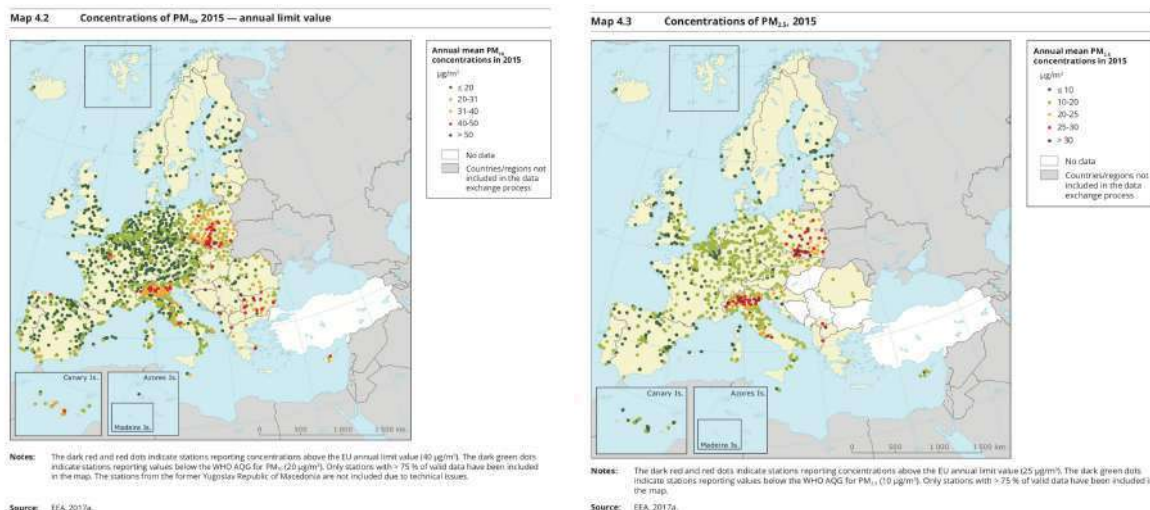 Map 4.2 Concentrations of PM10, 2015 — annual limit value
Annual mean PM10
concentrations in 2015
μg/m³
≤ 20
20-31
31-40
40-50
> 50
No data
Countries/regions not
included in the data
exchange process
Canary Is.
Azores Is.
Madeira Is.
0 500 1 000 1 500 km
Notes: The dark red and red dots indicate stations reporting concentrations above the EU annual limit value (40 μg/m³). The dark green dots
indicate stations reporting values below the WHO AQG for PM10 (20 μg/m³). Only stations with > 75 % of valid data have been included
in the map. The stations from the former Yugoslav Republic of Macedonia are not included due to technical issues.
Source: EEA, 2017a.
Map 4.3 Concentrations of PM2.5, 2015
Annual mean PM2.5
concentrations in 2015
μg/m³
≤ 10
10-20
20-25
25-30
> 30
No data
Countries/regions not
included in the data
exchange process
Canary Is.
Azores Is.
Madeira Is.
0 500 1 000 1 500 km
Notes: The dark red and red dots indicate stations reporting concentrations above the EU annual limit value (25 μg/m³). The dark green dots
indicate stations reporting values below the WHO AQG for PM2.5 (10 μg/m³). Only stations with > 75 % of valid data have been included in
the map.
Source: EEA, 2017a.